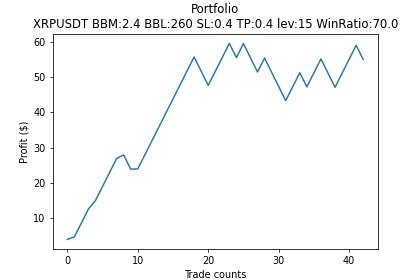 Portfolio
XRPUSDT BBM:2.4 BBL:260 SL:0.4 TP:0.4 lev:15 WinRatio:70.0
60
50
40
30
20
10
Profit ($)
0 10 20 30 40
Trade counts